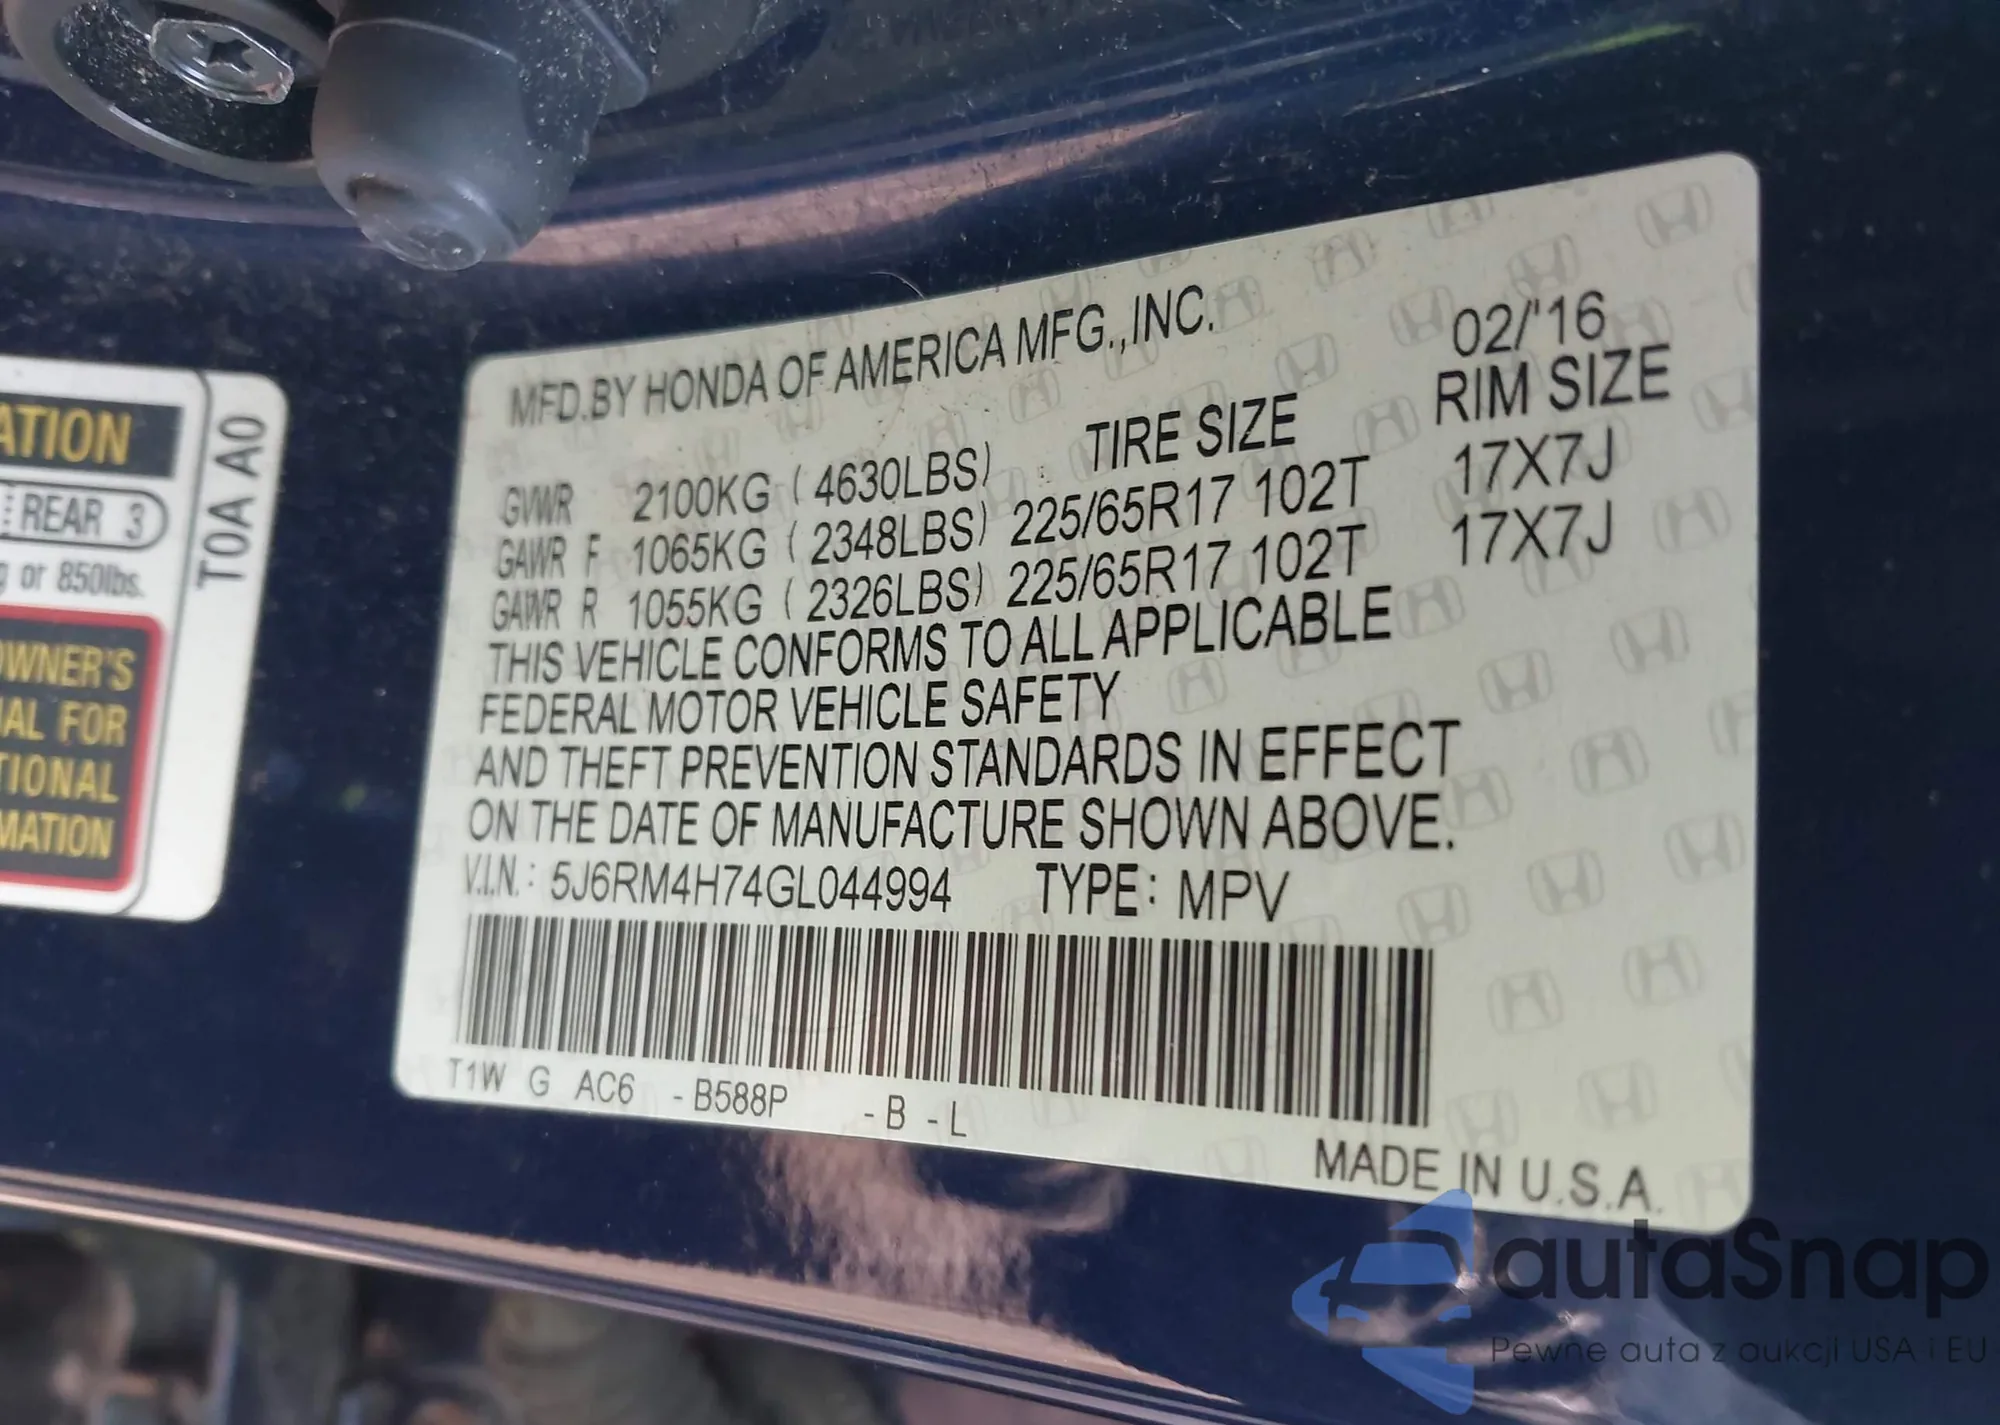 ATION
REAR 3
g or 850lbs.
OWNER'S
AL FOR
TIONAL
MATION
T0A A0
MFD.BY HONDA OF AMERICA MFG.,INC. 02/'16
TIRE SIZE RIM SIZE
GVWR 2100KG ( 4630LBS)
GAWR F 1065KG ( 2348LBS) 225/65R17 102T 17X7J
GAWR R 1055KG ( 2326LBS) 225/65R17 102T 17X7J
THIS VEHICLE CONFORMS TO ALL APPLICABLE
FEDERAL MOTOR VEHICLE SAFETY
AND THEFT PREVENTION STANDARDS IN EFFECT
ON THE DATE OF MANUFACTURE SHOWN ABOVE.
V.I.N.: 5J6RM4H74GL044994 TYPE: MPV
T1W G AC6 -B588P -B -L
MADE IN U.S.A.
autaSnap
Pewne auta z aukcji USA i EU